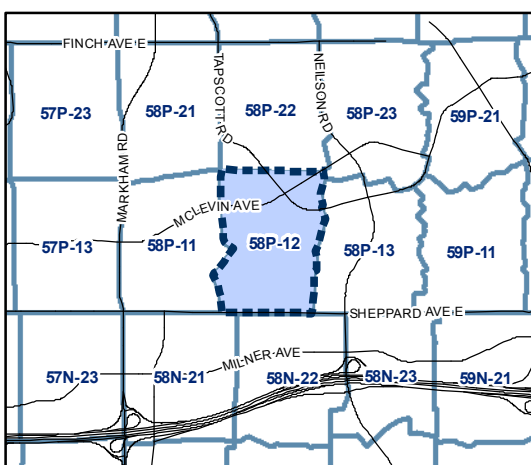 FINCH AVE E
TAPSCOTT RD
NEILSON RD
MARKHAM RD
57P-23
58P-21
58P-22
58P-23
59P-21
MCLEVIN AVE
57P-13
58P-11
58P-12
58P-13
59P-11
SHEPPARD AVE E
MILNER AVE
57N-23
58N-21
58N-22
58N-23
59N-21